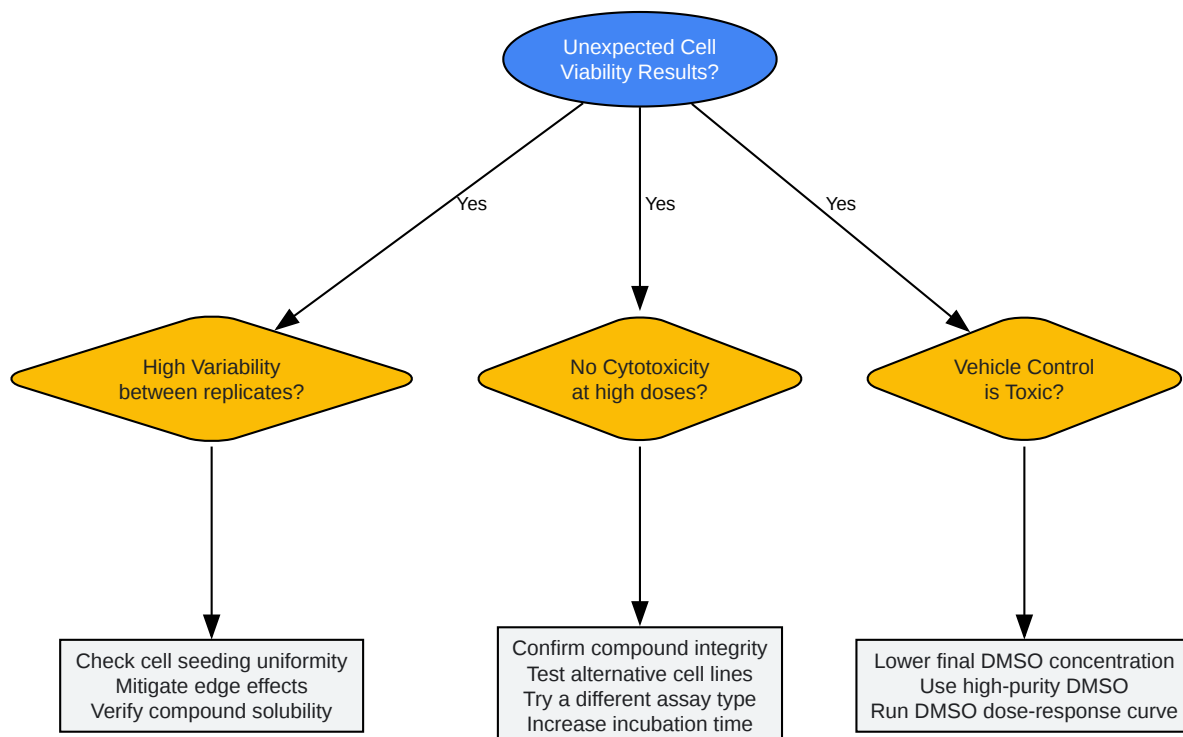 Unexpected Cell
Viability Results?
Yes
Yes
Yes
High Variability
between replicates?
No Cytotoxicity
at high doses?
Vehicle Control
is Toxic?
Check cell seeding uniformity
Mitigate edge effects
Verify compound solubility
Confirm compound integrity
Test alternative cell lines
Try a different assay type
Increase incubation time
Lower final DMSO concentration
Use high-purity DMSO
Run DMSO dose-response curve